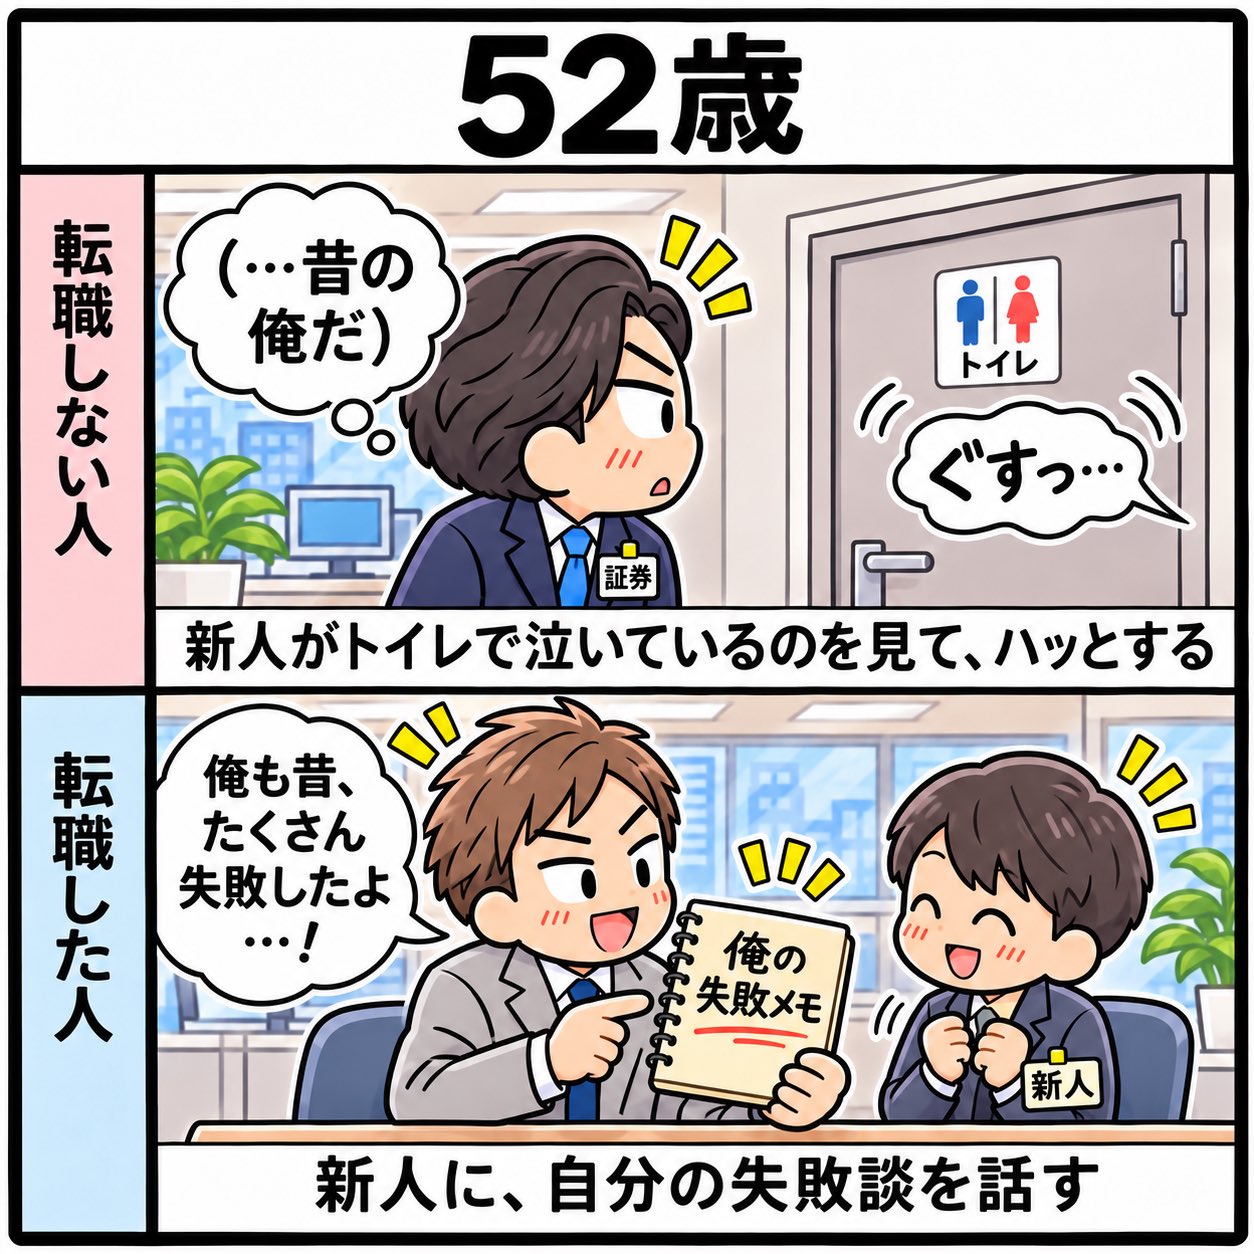 52歳
転職しない人
(…昔の
俺だ)
トイレ
ぐすっ…
証券
新人がトイレで泣いているのを見て、ハッとする
転職した人
俺も昔、
たくさん
失敗したよ
…!
俺の
失敗メモ
新人
新人に、自分の失敗談を話す